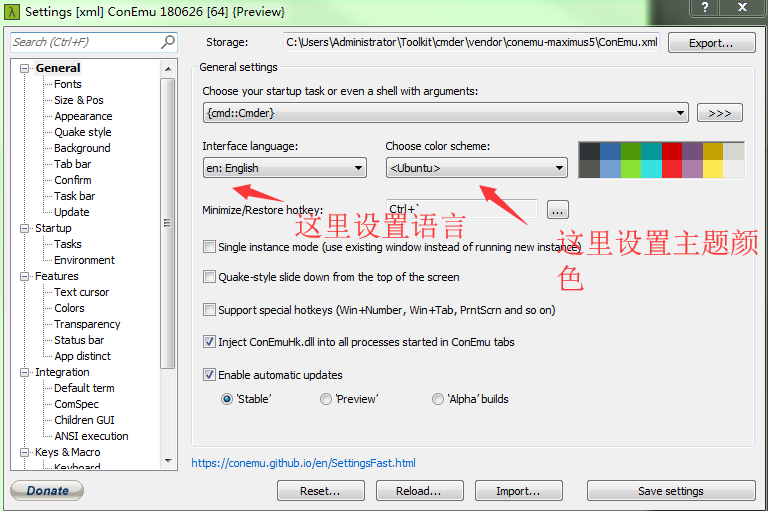 Settings [xml] ConEmu 180626 [64] {Preview}
Search (Ctrl+F)
Storage:
C:\Users\Administrator\Toolkit\cmder\vendor\conemu-maximus5\ConEmu.xml
Export...
General
Fonts
Size & Pos
Appearance
Quake style
Background
Tab bar
Confirm
Task bar
Update
Startup
Tasks
Environment
Features
Text cursor
Colors
Transparency
Status bar
App distinct
Integration
Default term
ComSpec
Children GUI
ANSI execution
Keys & Macro
Keyboard
General settings
Choose your startup task or even a shell with arguments:
{cmd::Cmder}
>>>
Interface language:
Choose color scheme:
en: English
<Ubuntu>
Minimize/Restore hotkey:
Ctrl+`
...
这里设置语言
这里设置主题颜
色
Single instance mode (use existing window instead of running new instance)
Quake-style slide down from the top of the screen
Support special hotkeys (Win+Number, Win+Tab, PrntScrn and so on)
Inject ConEmuHk.dll into all processes started in ConEmu tabs
Enable automatic updates
‘Stable’
‘Preview’
‘Alpha’ builds
https://conemu.github.io/en/SettingsFast.html
Donate
Reset...
Reload...
Import...
Save settings